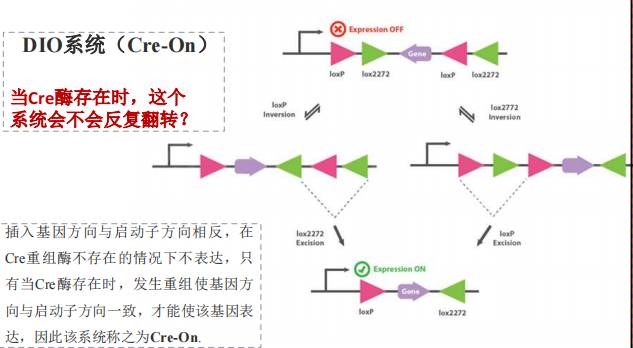 DIO系统（Cre-On）
当Cre酶存在时，这个
系统会不会反复翻转？
Expression OFF
Gene
loxP lox2272 loxP lox2272
loxP
Inversion
lox2772
Inversion
lox2272
Excision
loxP
Excision
Expression ON
Gene
loxP lox2272
插入基因方向与启动子方向相反，在
Cre重组酶不存在的情况下不表达，只
有当Cre酶存在时，发生重组使基因方
向与启动子方向一致，才能使该基因表
达，因此该系统称之为Cre-On.